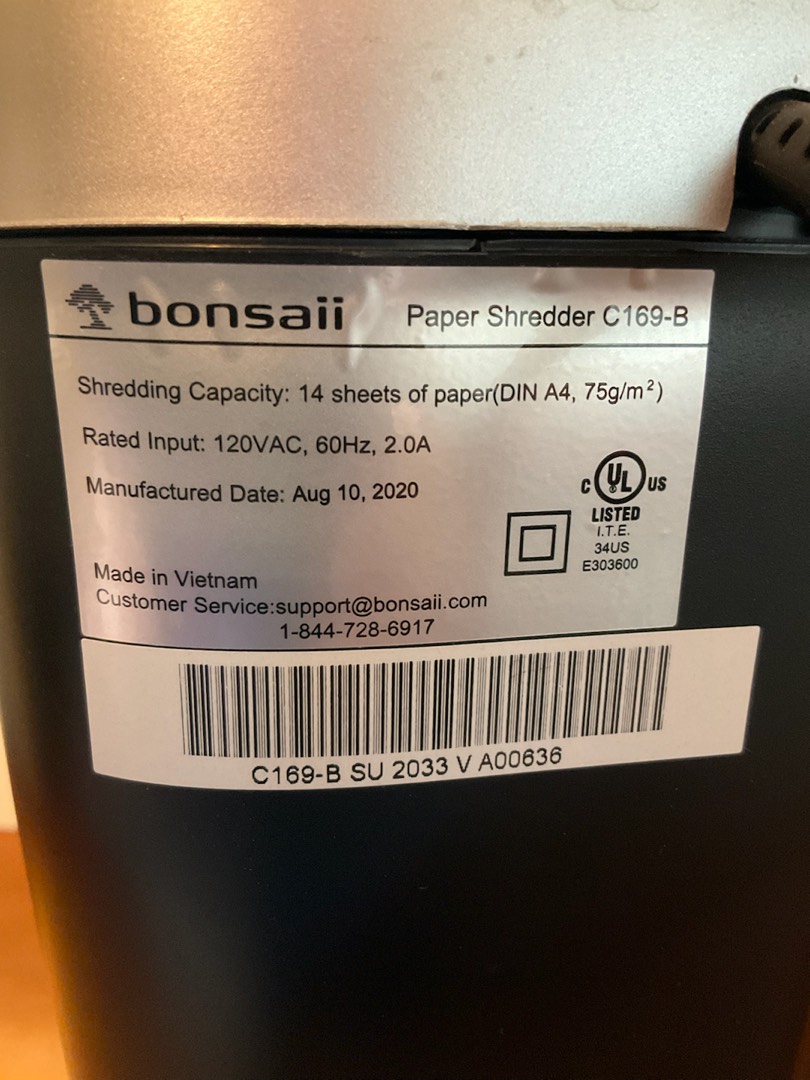 bonsaii Paper Shredder C169-B
Shredding Capacity: 14 sheets of paper(DIN A4, 75g/m²)
Rated Input: 120VAC, 60Hz, 2.0A
Manufactured Date: Aug 10, 2020
C UL US
LISTED
I.T.E.
34US
E303600
Made in Vietnam
Customer Service:support@bonsaii.com
1-844-728-6917
C169-B SU 2033 V A00636